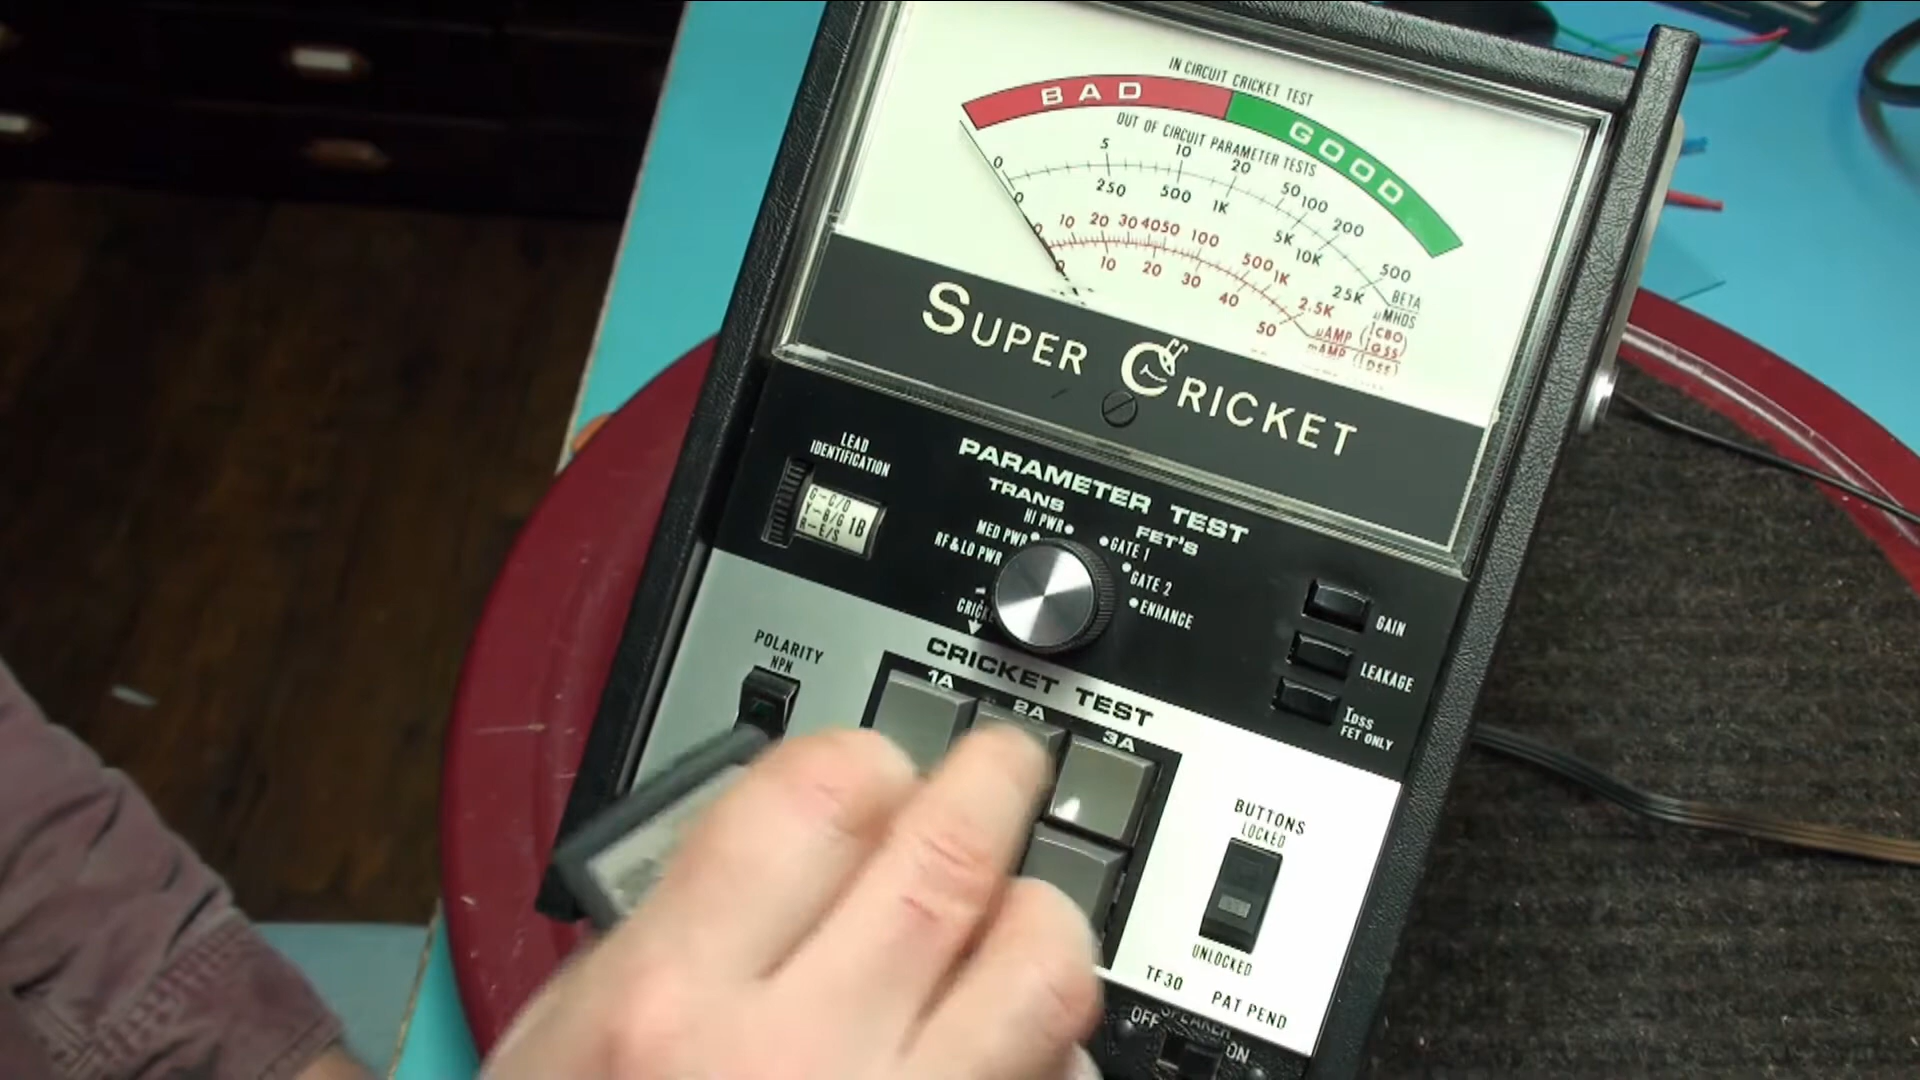 IN CIRCUIT CRICKET TEST
BAD GOOD
OUT OF CIRCUIT PARAMETER TESTS
0 5 10 20 50 100 200 500 BETA
0 250 500 1K 5K 10K 25K µMHOS
0 10 20 30 40 50 100 500 1K 2.5K µAMP (ICBO IGSS)
0 10 20 30 40 50 mAMP (IDSS)
SUPER CRICKET
LEAD
IDENTIFICATION
G-C/D
Y-B/G 1B
R-E/S
PARAMETER TEST
TRANS
HI PWR
MED PWR
RF & LO PWR
FET'S
GATE 1
GATE 2
ENHANCE
GAIN
LEAKAGE
IDSS
FET ONLY
POLARITY
NPN
CRICKET TEST
1A
2A
3A
BUTTONS
LOCKED
UNLOCKED
TF30 PAT PEND
SPEAKER
OFF ON